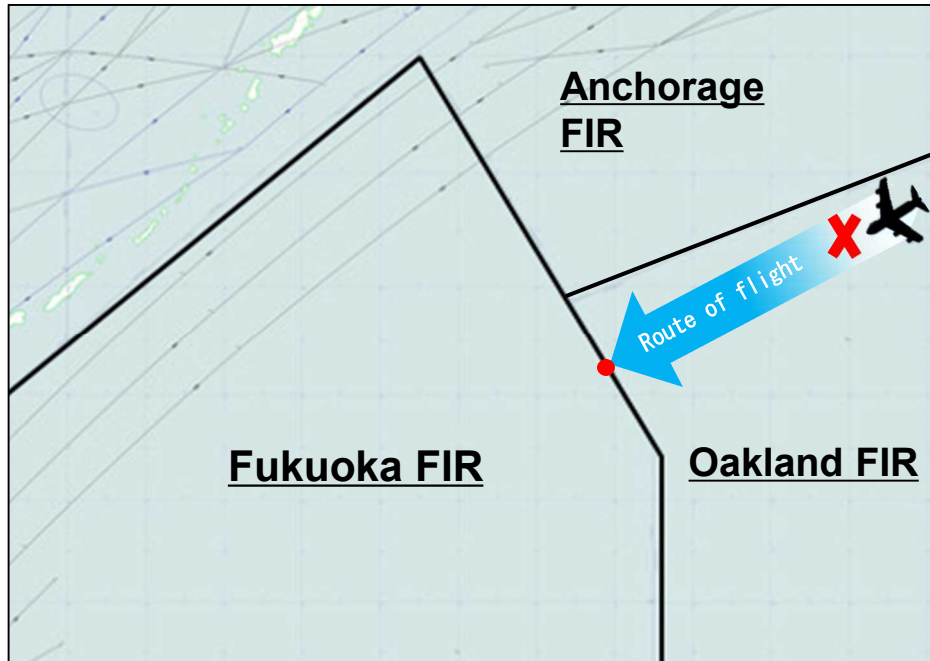 Anchorage
FIR
Route of flight
Fukuoka FIR
Oakland FIR